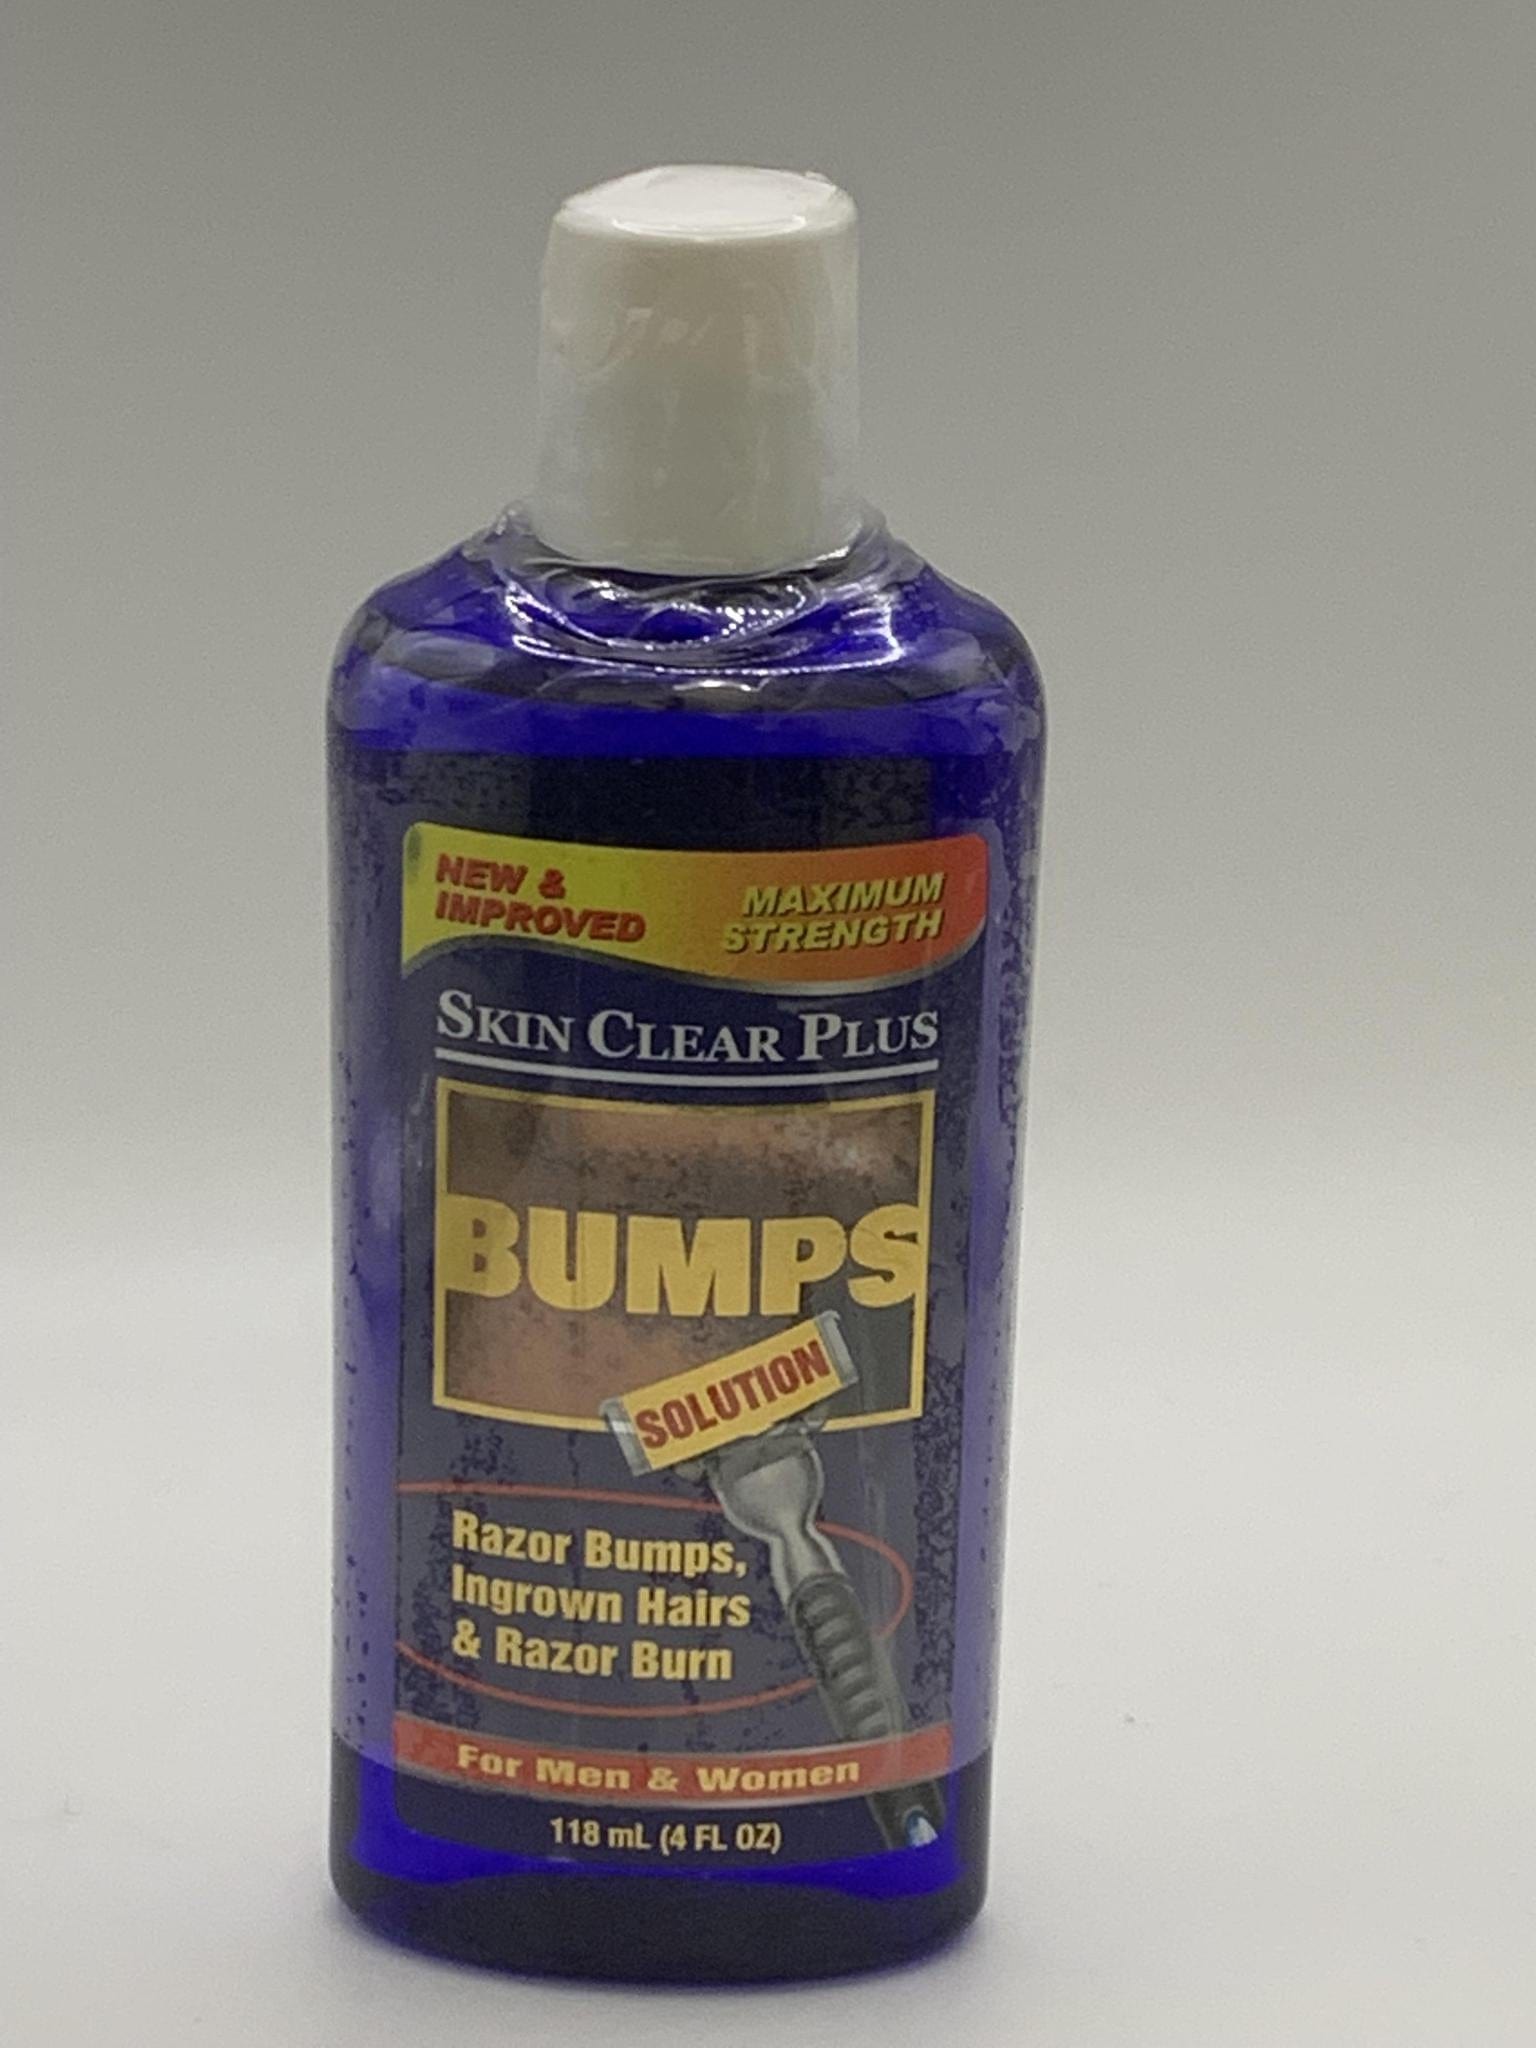 NEW &
IMPROVED
MAXIMUM
STRENGTH
SKIN CLEAR PLUS
BUMPS
SOLUTION
Razor Bumps,
Ingrown Hairs
& Razor Burn
For Men & Women
118 mL (4 FL OZ)